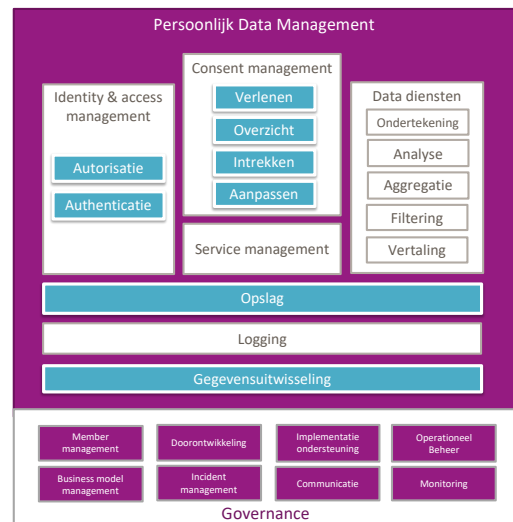 Persoonlijk Data Management
Identity & access
management
Autorisatie
Authenticatie
Consent management
Verlenen
Overzicht
Intrekken
Aanpassen
Service management
Data diensten
Ondertekening
Analyse
Aggregatie
Filtering
Vertaling
Opslag
Logging
Gegevensuitwisseling
Member
management
Doorontwikkeling
Implementatie
ondersteuning
Operationeel
Beheer
Business model
management
Incident
management
Communicatie
Monitoring
Governance